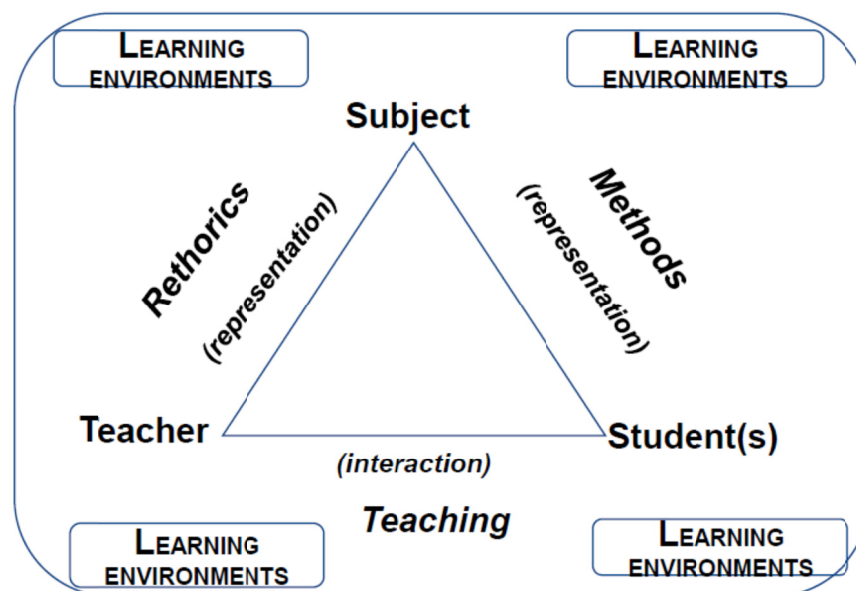 LEARNING
ENVIRONMENTS
LEARNING
ENVIRONMENTS
Subject
Rethorics
(representation)
(representation)
Methods
Teacher
Student(s)
(interaction)
Teaching
LEARNING
ENVIRONMENTS
LEARNING
ENVIRONMENTS